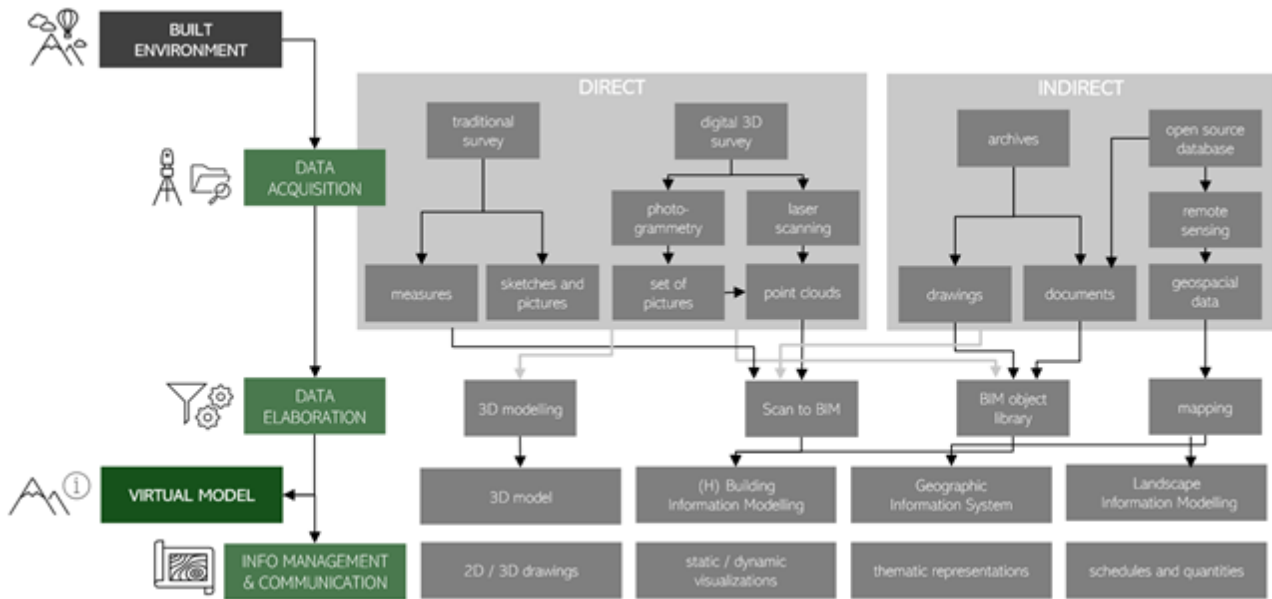 BUILT
ENVIRONMENT
DIRECT
INDIRECT
traditional
survey
digital 3D
survey
archives
open source
database
DATA
ACQUISITION
photo-
grammetry
laser
scanning
remote
sensing
measures
sketches and
pictures
set of
pictures
point clouds
drawings
documents
geospacial
data
DATA
ELABORATION
3D modelling
Scan to BIM
BIM object
library
mapping
VIRTUAL MODEL
i
3D model
(H) Building
Information Modelling
Geographic
Information System
Landscape
Information Modelling
INFO MANAGEMENT
& COMMUNICATION
2D / 3D drawings
static / dynamic
visualizations
thematic representations
schedules and quantities